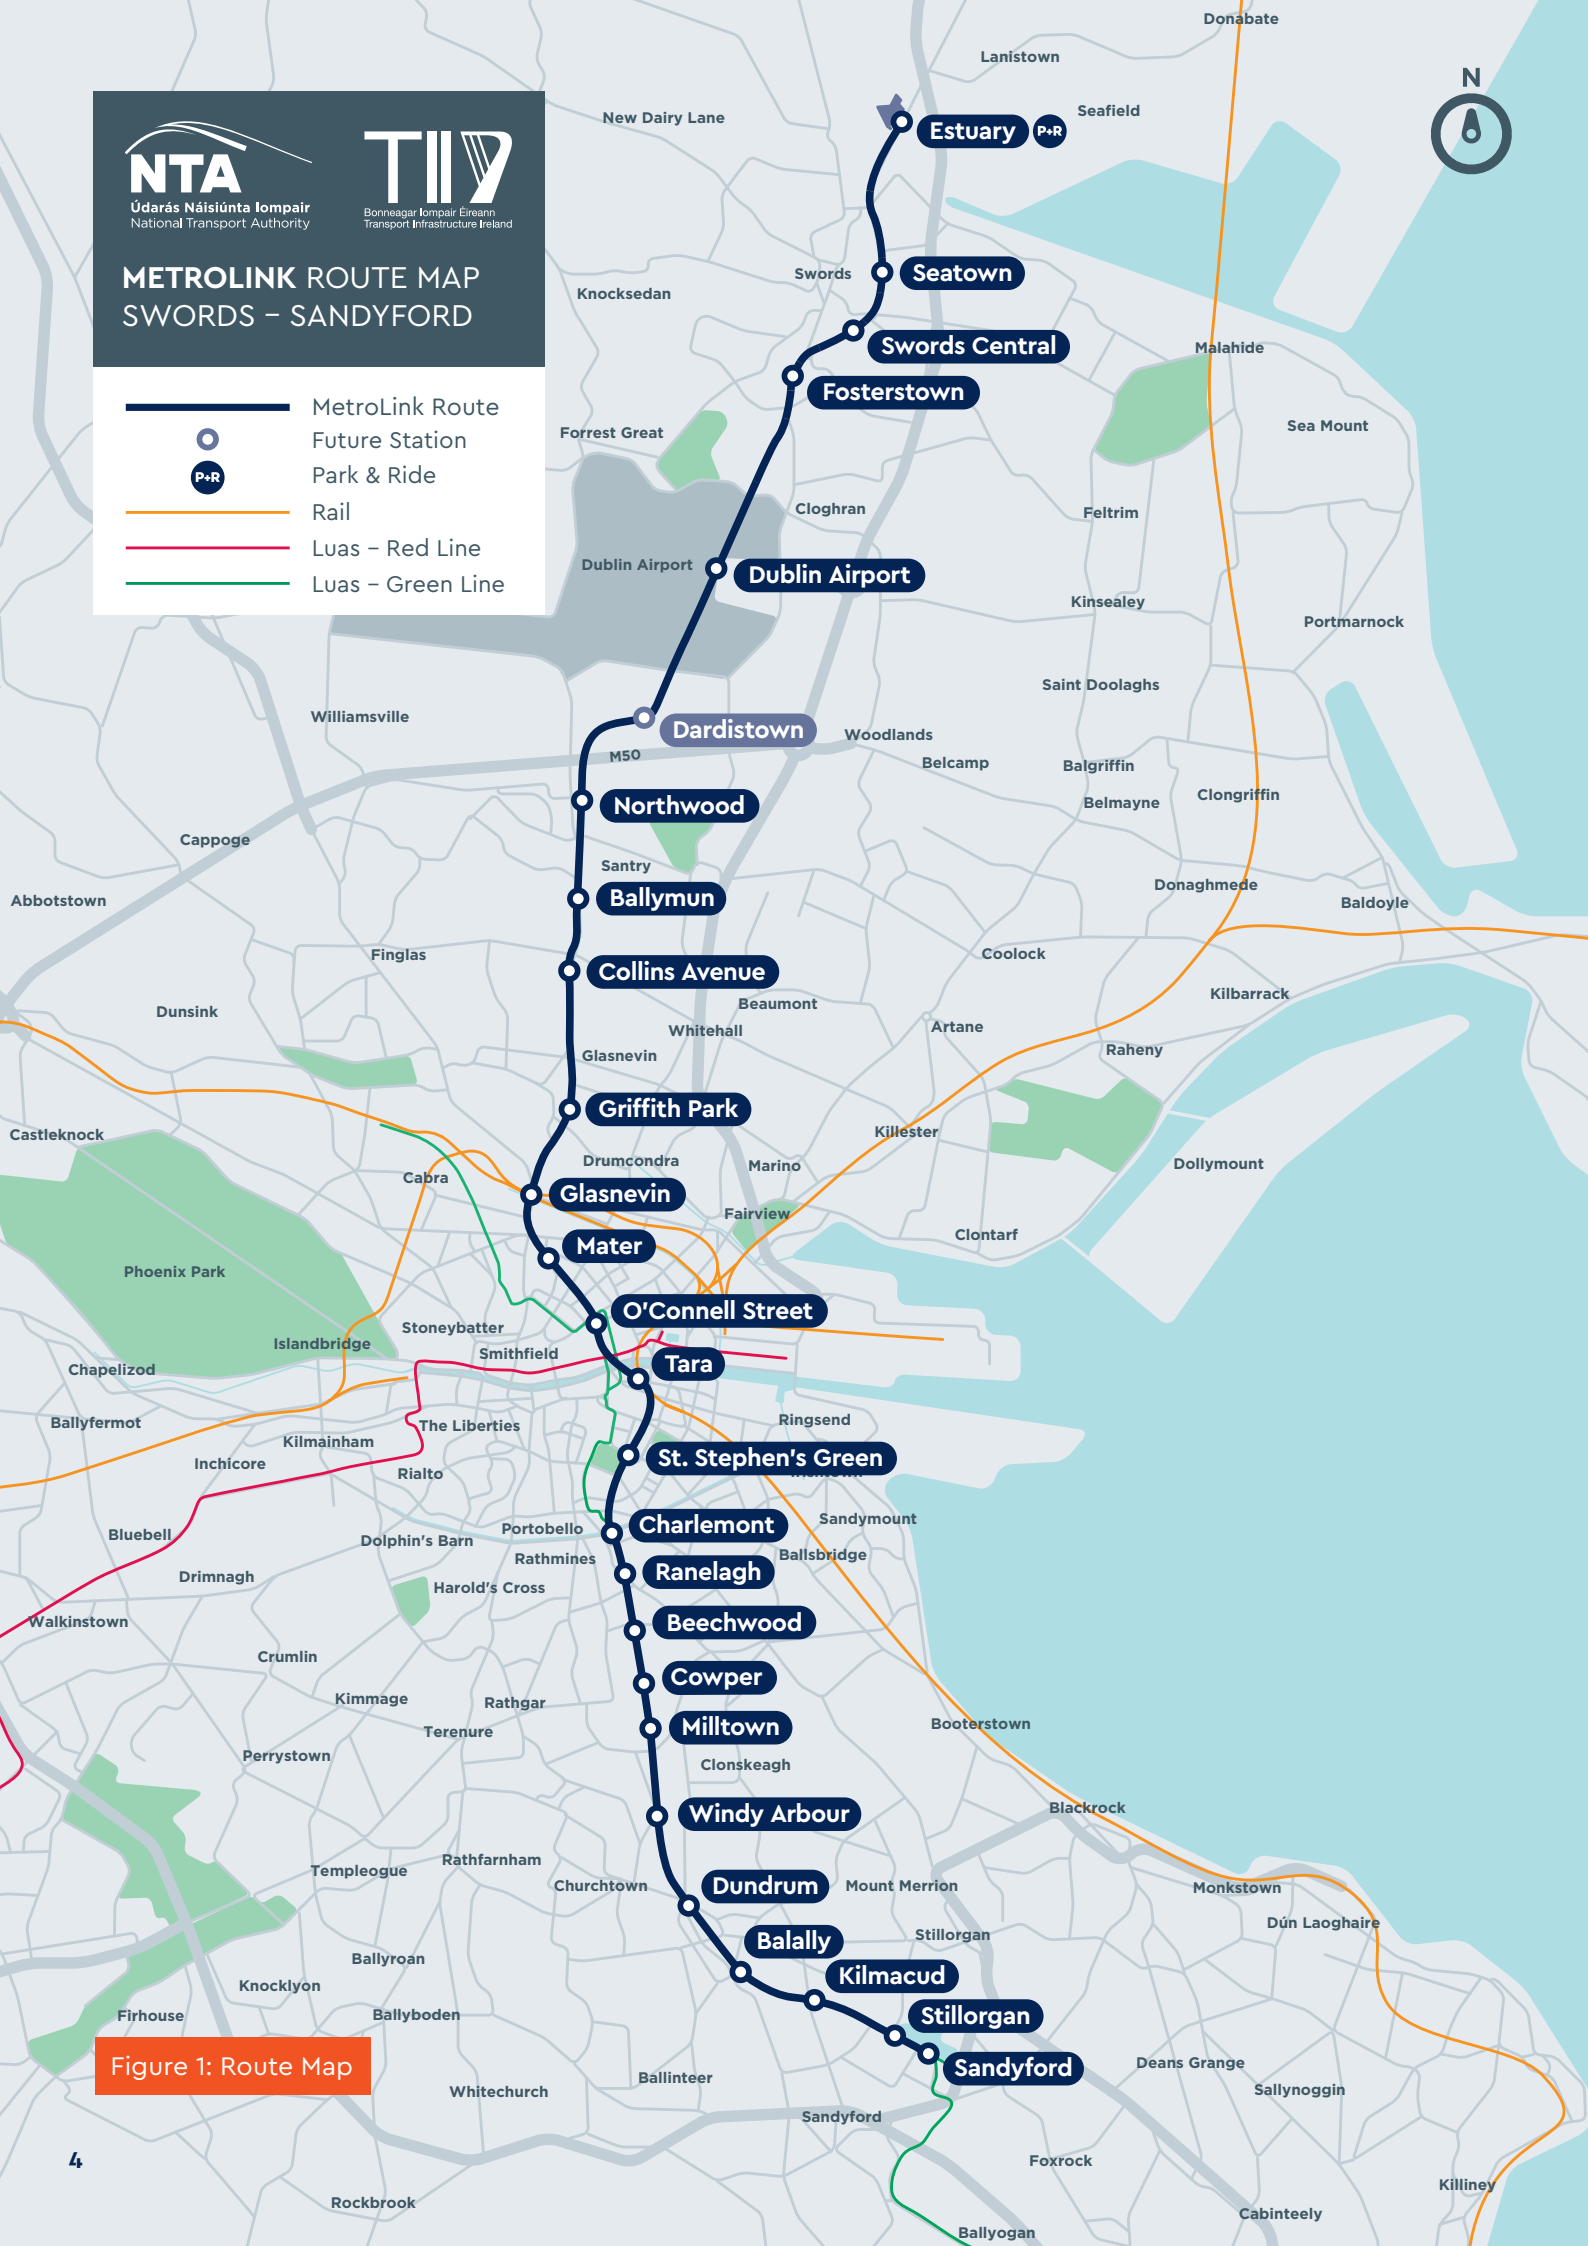 NTA
Údarás Náisiúnta Iompair
National Transport Authority
TII
Bonneagar Iompair Éireann
Transport Infrastructure Ireland
METROLINK ROUTE MAP
SWORDS – SANDYFORD
MetroLink Route
Future Station
P+R
Park & Ride
Rail
Luas – Red Line
Luas – Green Line
N
Donabate
Lanistown
Seafield
New Dairy Lane
Estuary
P+R
Swords
Seatown
Knocksedan
Swords Central
Malahide
Fosterstown
Sea Mount
Forrest Great
Cloghran
Feltrim
Dublin Airport
Dublin Airport
Kinsealey
Portmarnock
Saint Doolaghs
Williamsville
Dardistown
Woodlands
M50
Belcamp
Balgriffin
Clongriffin
Belmayne
Northwood
Cappoge
Santry
Donaghmede
Abbotstown
Ballymun
Baldoyle
Finglas
Coolock
Collins Avenue
Kilbarrack
Beaumont
Dunsink
Whitehall
Artane
Glasnevin
Raheny
Griffith Park
Castleknock
Killester
Drumcondra
Marino
Dollymount
Cabra
Glasnevin
Fairview
Clontarf
Mater
Phoenix Park
O'Connell Street
Stoneybatter
Islandbridge
Smithfield
Tara
Chapelizod
Ballyfermot
The Liberties
Ringsend
Kilmainham
Inchicore
St. Stephen's Green
Rialto
Sandymount
Charlemont
Portobello
Bluebell
Dolphin's Barn
Rathmines
Ballsbridge
Ranelagh
Drimnagh
Harold's Cross
Walkinstown
Beechwood
Crumlin
Cowper
Kimmage
Rathgar
Milltown
Booterstown
Terenure
Perrystown
Clonskeagh
Blackrock
Windy Arbour
Rathfarnham
Templeogue
Churchtown
Dundrum
Mount Merrion
Monkstown
Dún Laoghaire
Stillorgan
Balally
Ballyroan
Kilmacud
Knocklyon
Firhouse
Ballyboden
Stillorgan
Figure 1: Route Map
Sandyford
Deans Grange
Ballinteer
Whitechurch
Sallynoggin
Sandyford
4
Foxrock
Killiney
Rockbrook
Cabinteely
Ballyogan